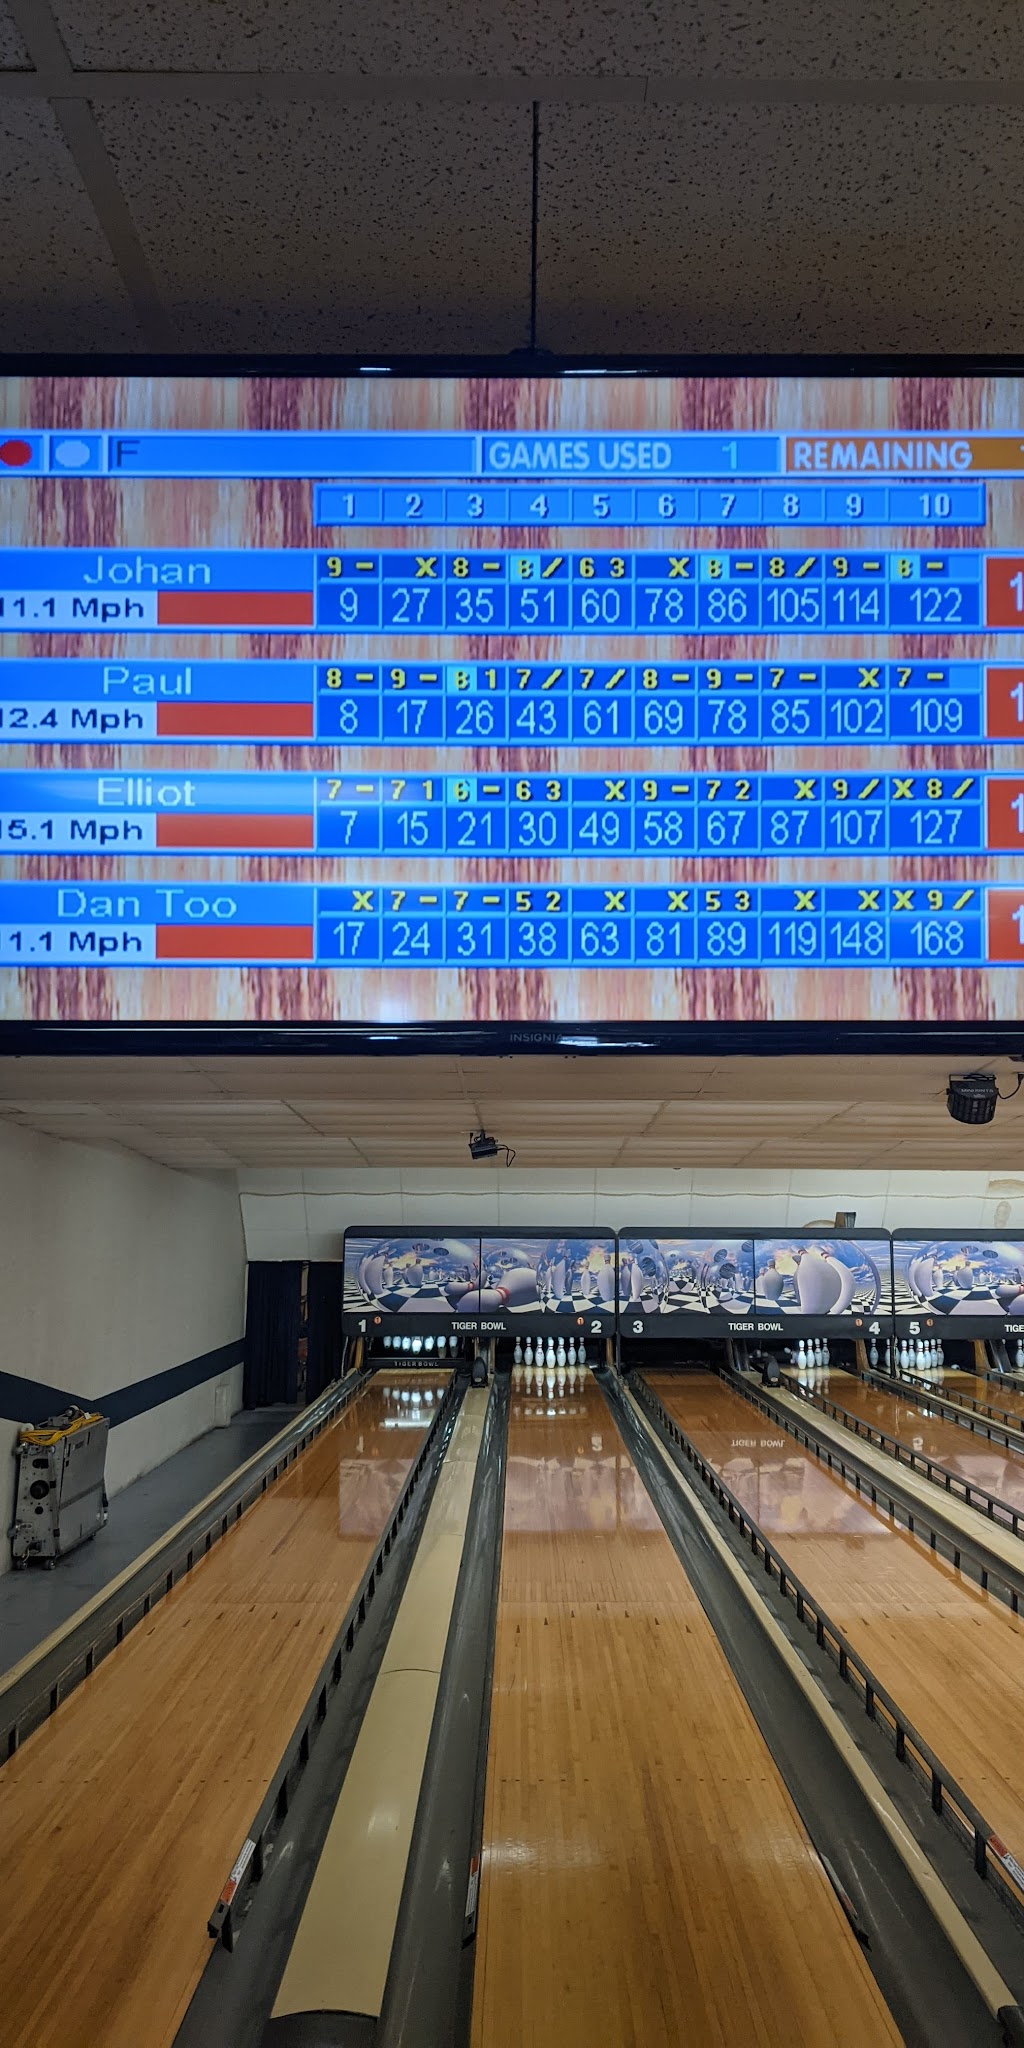 F GAMES USED 1 REMAINING
1 2 3 4 5 6 7 8 9 10
Johan 9 - X 8 - 8 / 6 3 X 8 - 8 / 9 - 8 -
11.1 Mph 9 27 35 51 60 78 86 105 114 122
Paul 8 - 9 - 8 1 7 / 7 / 8 - 9 - 7 - X 7 -
12.4 Mph 8 17 26 43 61 69 78 85 102 109
Elliot 7 - 7 1 6 - 6 3 X 9 - 7 2 X 9 / X 8 /
15.1 Mph 7 15 21 30 49 58 67 87 107 127
Dan Too X 7 - 7 - 5 2 X X 5 3 X X X 9 /
11.1 Mph 17 24 31 38 63 81 89 119 148 168
INSIGNIA
1 TIGER BOWL 2 3 TIGER BOWL 4 5
TIGER BOWL